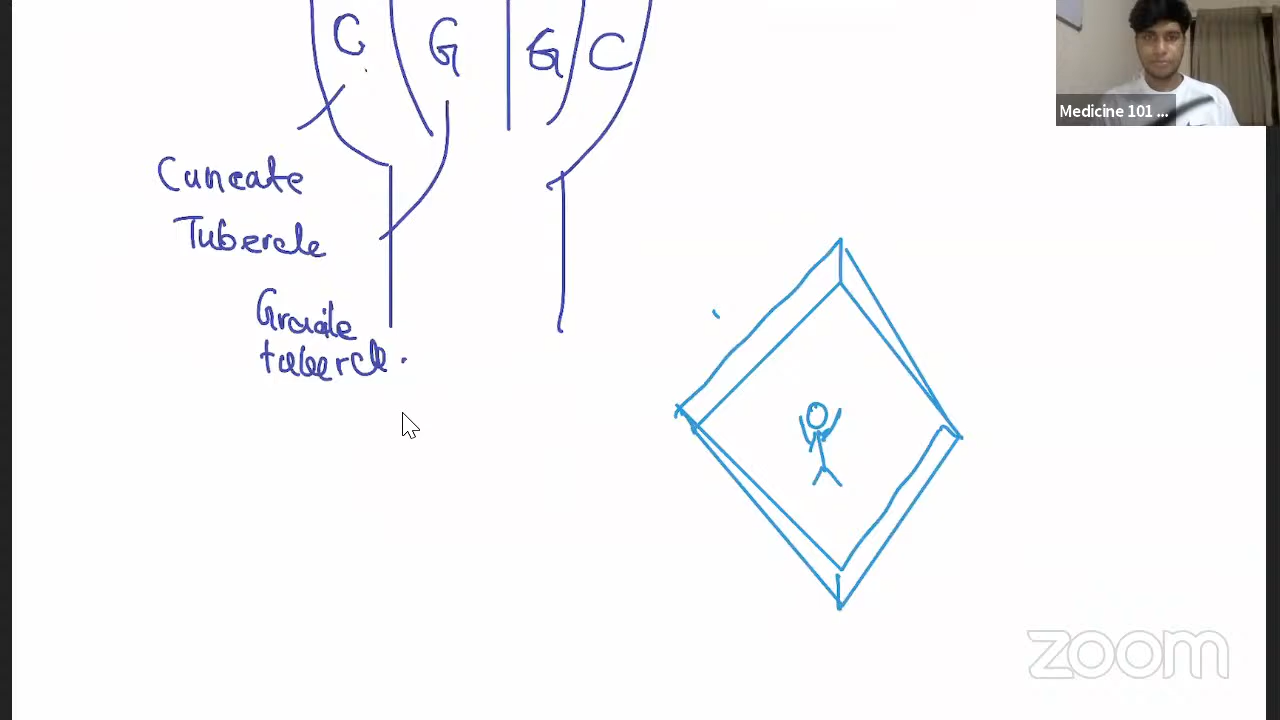 C G G C
Medicine 101 ...
Cuneate
Tubercle
Gracile
tubercle
zoom